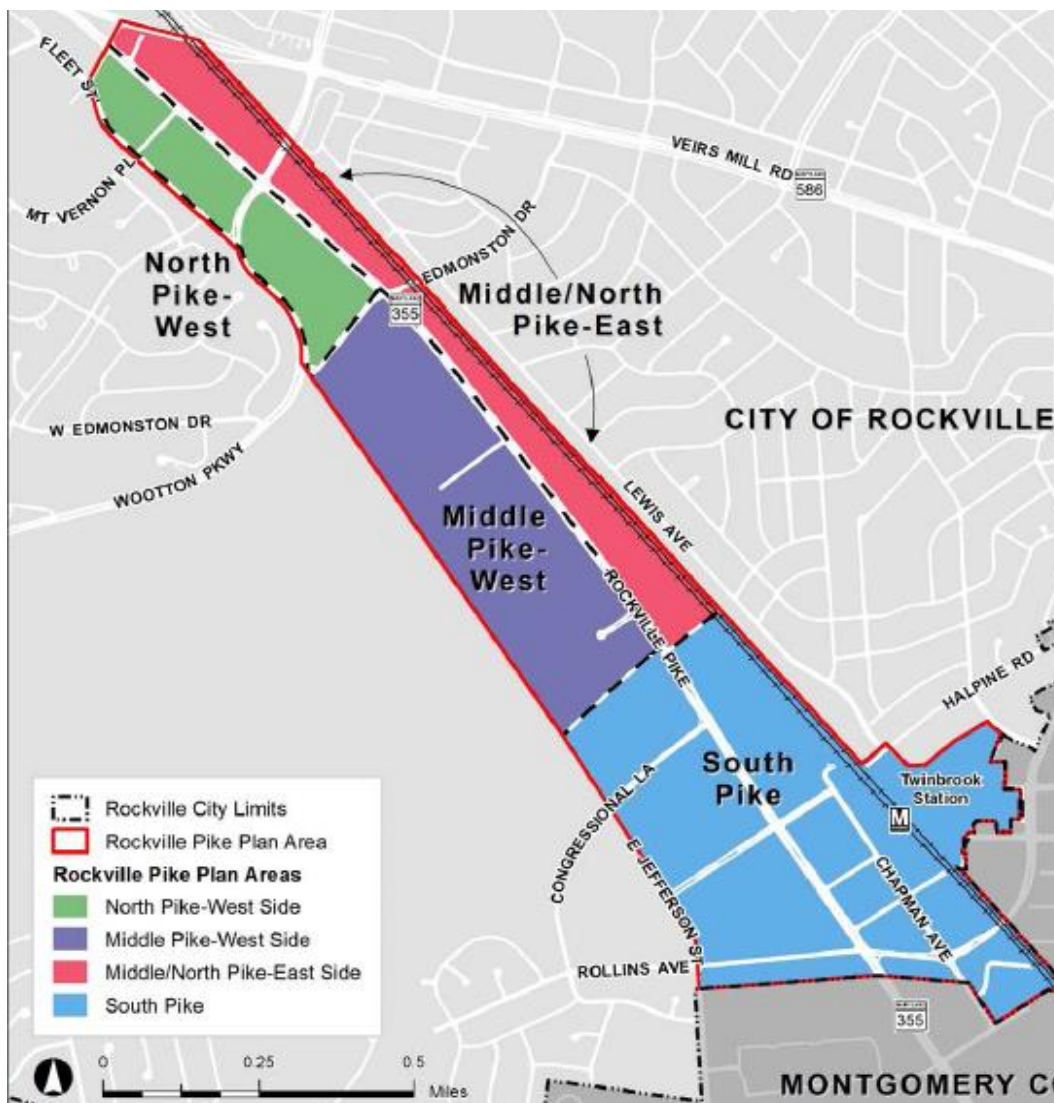 FLEET ST.
MT VERNON PL
VEIRS MILL RD
MARYLAND
586
EDMONSTON DR
North
Pike-
West
MARYLAND
355
Middle/North
Pike-East
W EDMONSTON DR
WOOTTON PKWY
CITY OF ROCKVILLE
LEWIS AVE
Middle
Pike-
West
ROCKVILLE PIKE
HALPINE RD
South
Pike
Twinbrook
Station
M
CONGRESSIONAL LA
E JEFFERSON ST
CHAPMAN AVE
ROLLINS AVE
MARYLAND
355
MONTGOMERY CO
Rockville City Limits
Rockville Pike Plan Area
Rockville Pike Plan Areas
North Pike-West Side
Middle Pike-West Side
Middle/North Pike-East Side
South Pike
0 0.25 0.5
Miles